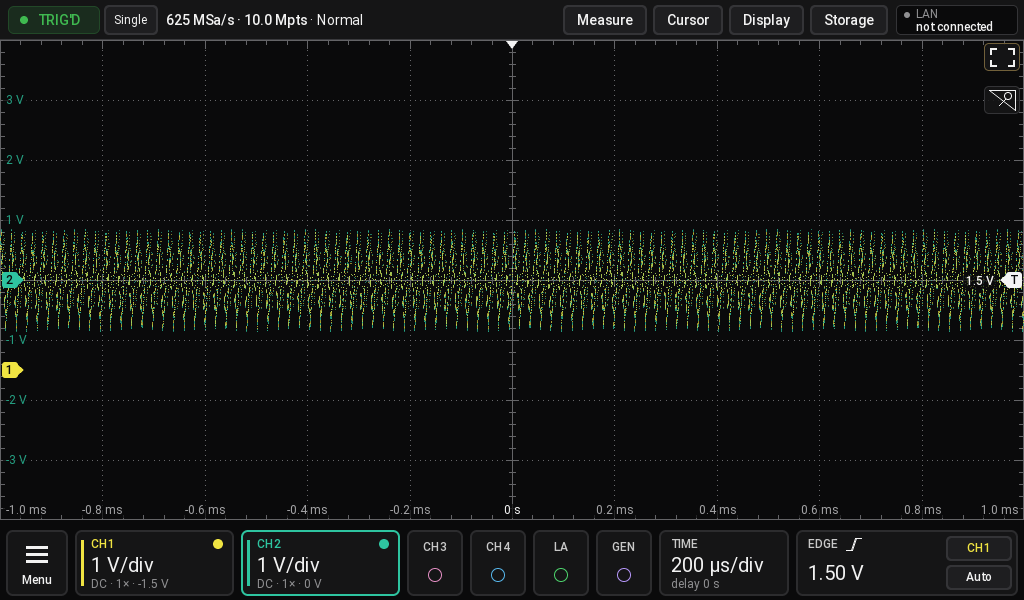 TRIG'D
Single
625 MSa/s · 10.0 Mpts · Normal
Measure
Cursor
Display
Storage
LAN
not connected
3 V
2 V
1 V
2
1.5 V
T
-1 V
1
-2 V
-3 V
-1.0 ms
-0.8 ms
-0.6 ms
-0.4 ms
-0.2 ms
0 s
0.2 ms
0.4 ms
0.6 ms
0.8 ms
1.0 ms
Menu
CH1
1 V/div
DC · 1× · -1.5 V
CH2
1 V/div
DC · 1× · 0 V
CH3
CH4
LA
GEN
TIME
200 µs/div
delay 0 s
EDGE
1.50 V
CH1
Auto